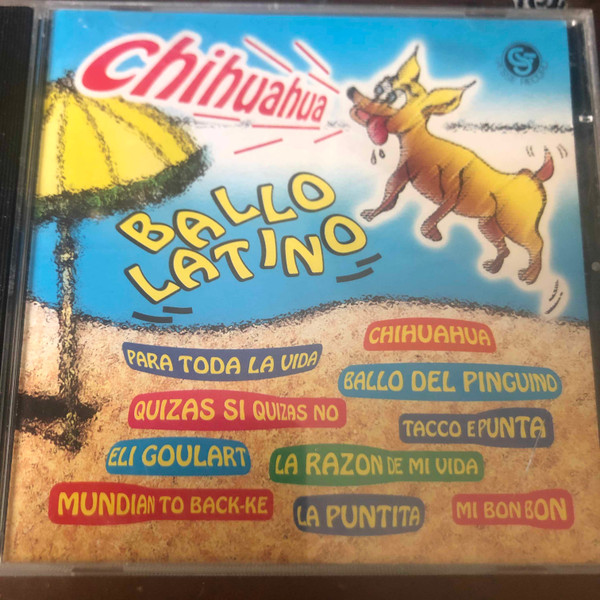 Chihuahua
BALLO
LATINO
CHIHUAHUA
PARA TODA LA VIDA
BALLO DEL PINGUINO
QUIZAS SI QUIZAS NO
TACCO E PUNTA
ELI GOULART
LA RAZON DE MI VIDA
MUNDIAN TO BACK-KE
LA PUNTITA
MI BON BON